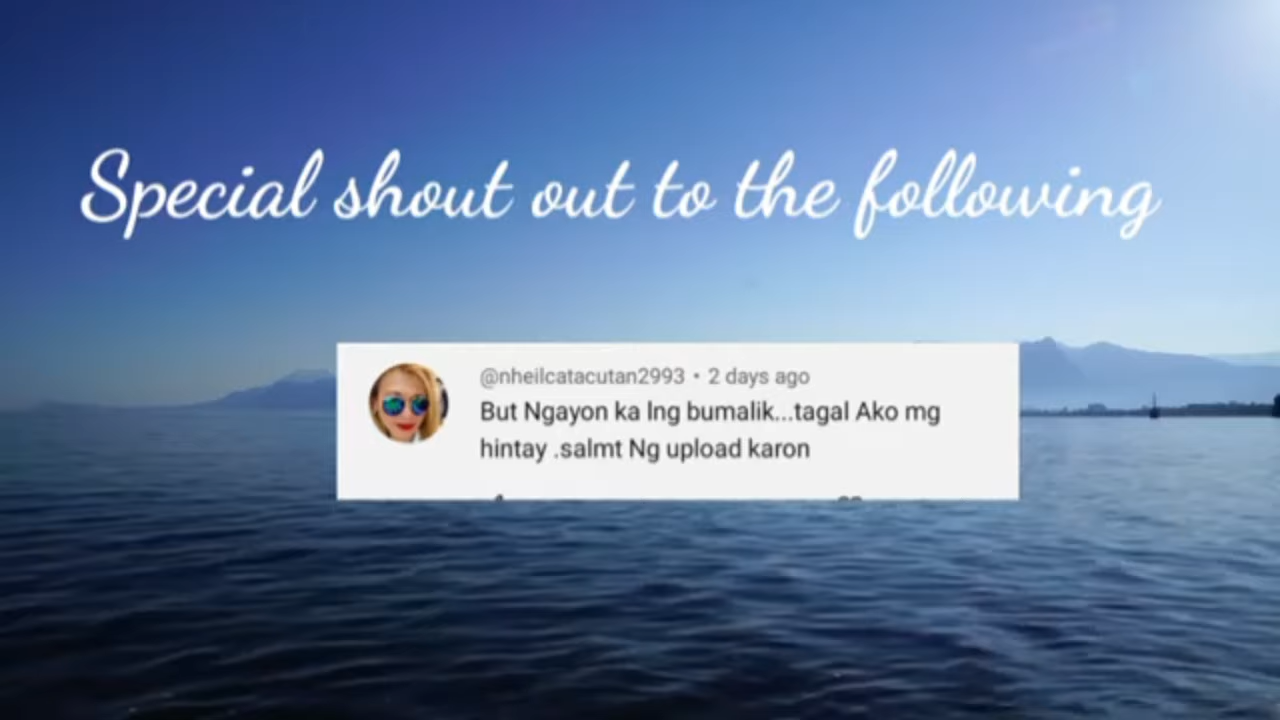 Special shout out to the following
@nheilcatacutan2993 • 2 days ago
But Ngayon ka lng bumalik...tagal Ako mg
hintay .salmt Ng upload karon